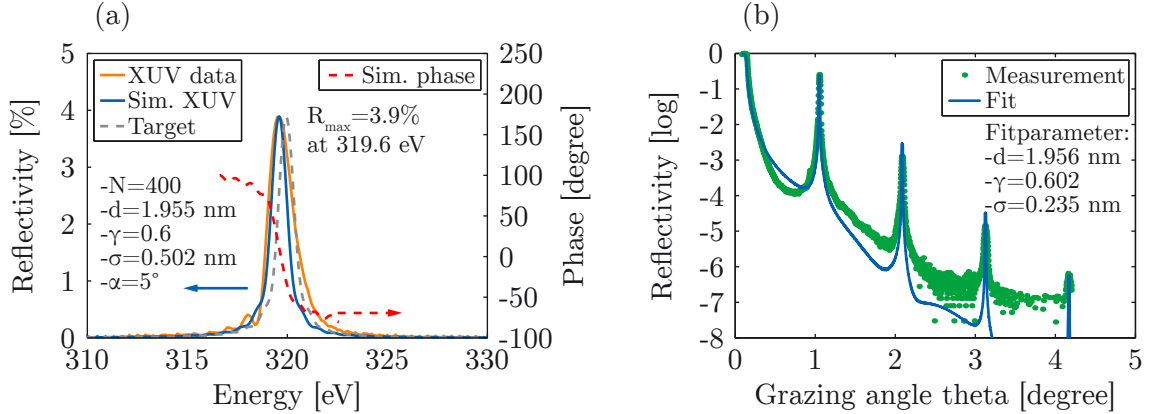 (a)
5
4
3
2
1
0
Reflectivity [%]
XUV data
Sim. XUV
Target
Sim. phase
R_max=3.9%
at 319.6 eV
-N=400
-d=1.955 nm
-γ=0.6
-σ=0.502 nm
-α=5°
250
200
150
100
50
0
-50
-100
Phase [degree]
310
315
320
325
330
Energy [eV]
(b)
0
-1
-2
-3
-4
-5
-6
-7
-8
Reflectivity [log]
Measurement
Fit
Fitparameter:
-d=1.956 nm
-γ=0.602
-σ=0.235 nm
0
1
2
3
4
5
Grazing angle theta [degree]